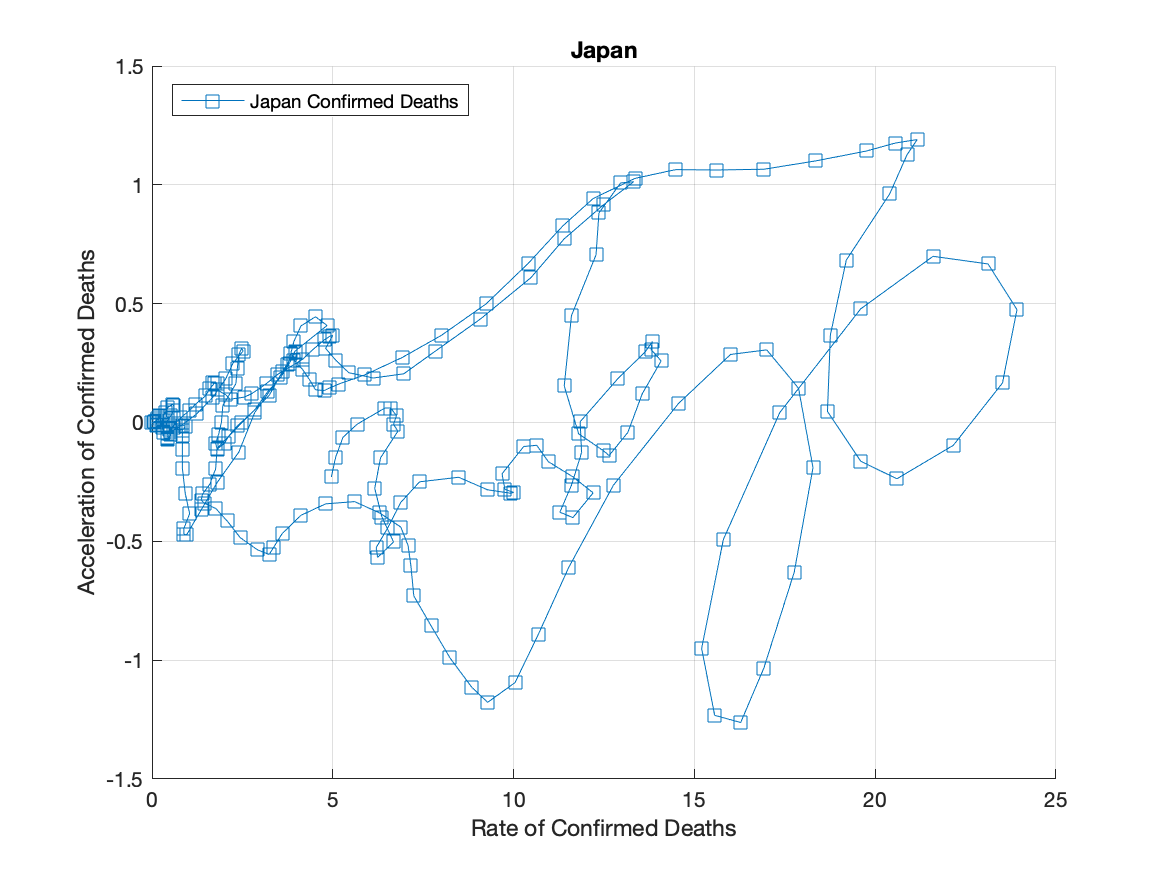 Japan
1.5
Japan Confirmed Deaths
1
0.5
0
-0.5
-1
-1.5
Acceleration of Confirmed Deaths
0 5 10 15 20 25
Rate of Confirmed Deaths